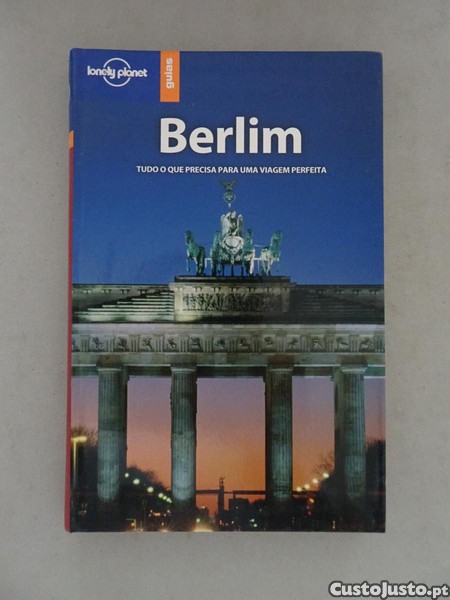 lonely planet
guias
Berlim
TUDO O QUE PRECISA PARA UMA VIAGEM PERFEITA
CustoJusto.pt